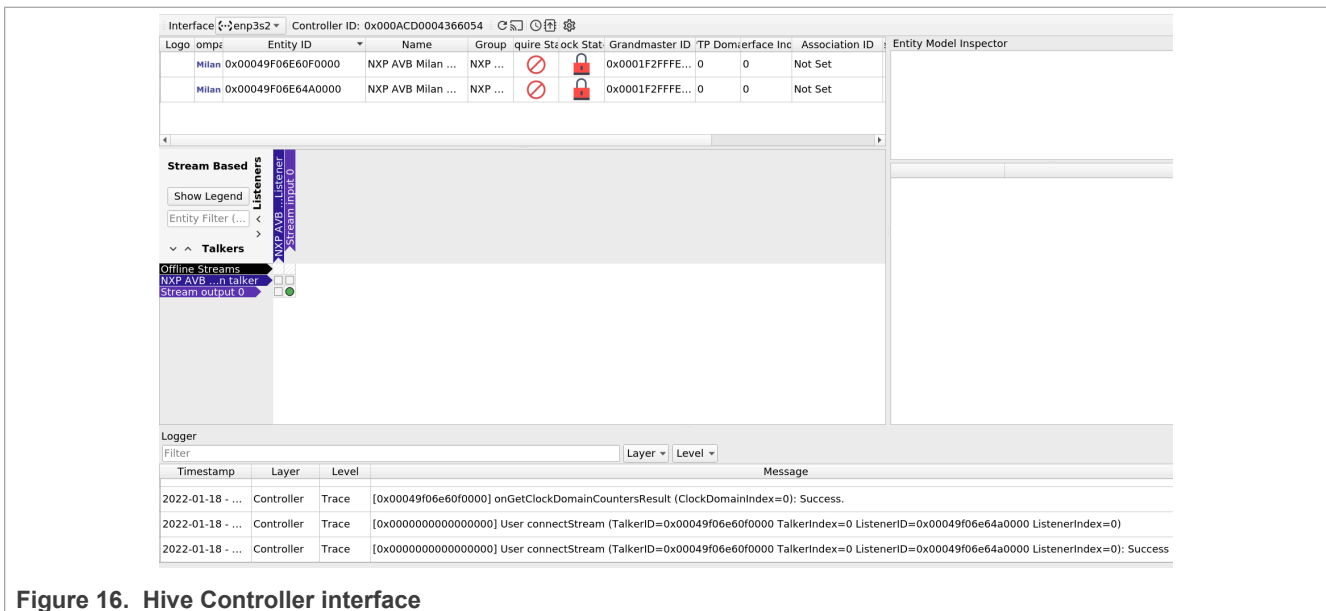 Interface enp3s2 Controller ID: 0x000ACD0004366054
Logo ompa Entity ID Name Group quire Sta ock Stat Grandmaster ID PTP Doma erface Inc Association ID
Entity Model Inspector
Milan 0x00049F06E60F0000 NXP AVB Milan ... NXP ... 0x0001F2FFFE... 0 0 Not Set
Milan 0x00049F06E64A0000 NXP AVB Milan ... NXP ... 0x0001F2FFFE... 0 0 Not Set
Stream Based
Show Legend
Entity Filter (...
Listeners
NXP AVB ...Listener
Stream input 0
Talkers
Offline Streams
NXP AVB ...n talker
Stream output 0
Logger
Filter Layer Level
Timestamp Layer Level Message
2022-01-18 - ... Controller Trace [0x00049f06e60f0000] onGetClockDomainCountersResult (ClockDomainIndex=0): Success.
2022-01-18 - ... Controller Trace [0x0000000000000000] User connectStream (TalkerID=0x00049f06e60f0000 TalkerIndex=0 ListenerID=0x00049f06e64a0000 ListenerIndex=0)
2022-01-18 - ... Controller Trace [0x0000000000000000] User connectStream (TalkerID=0x00049f06e60f0000 TalkerIndex=0 ListenerID=0x00049f06e64a0000 ListenerIndex=0): Success
Figure 16. Hive Controller interface